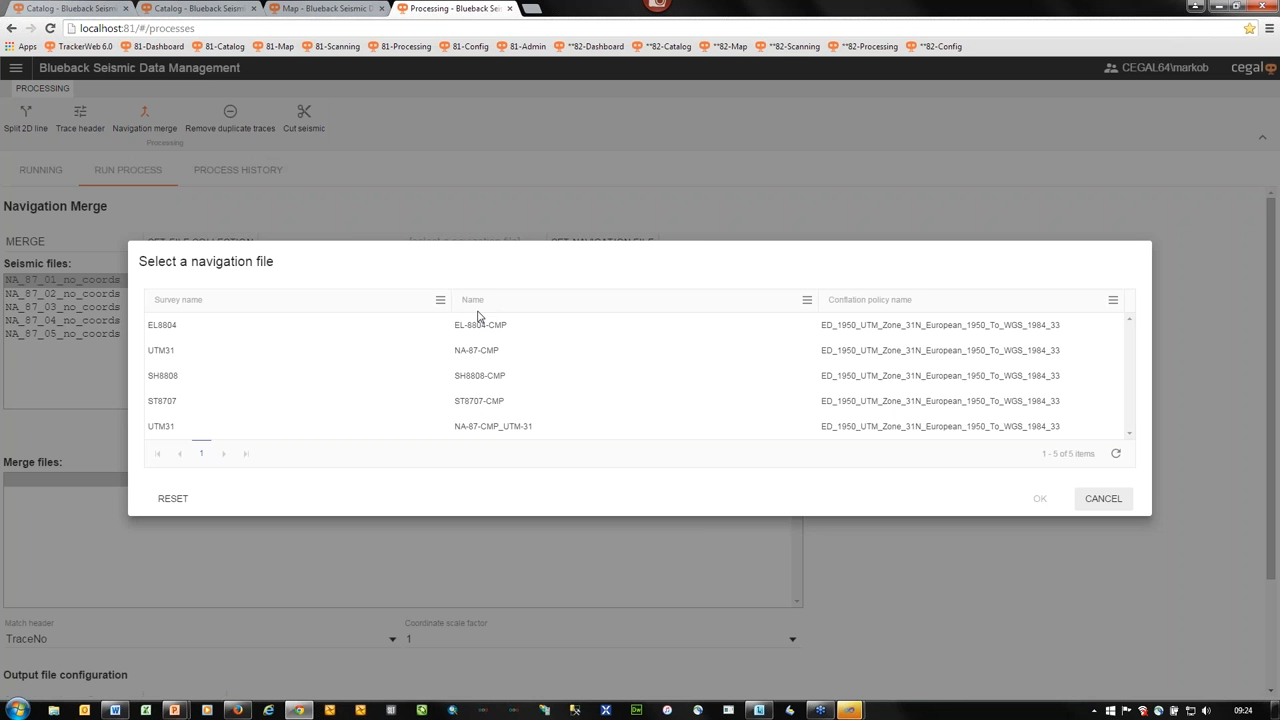 Catalog - Blueback Seism
Catalog - Blueback Seismi
Map - Blueback Seismic D
Processing - Blueback Seis
localhost:81/#/processes
Apps TrackerWeb 6.0 81-Dashboard 81-Catalog 81-Map 81-Scanning 81-Processing 81-Config 81-Admin **82-Dashboard **82-Catalog **82-Map **82-Scanning **82-Processing **82-Config
Blueback Seismic Data Management
CEGAL64\markob
cegal
PROCESSING
Split 2D line Trace header Navigation merge Remove duplicate traces Cut seismic
Processing
RUNNING RUN PROCESS PROCESS HISTORY
Navigation Merge
MERGE
Seismic files:
NA_87_01_no_coords
NA_87_02_no_coords
NA_87_03_no_coords
NA_87_04_no_coords
NA_87_05_no_coords
Select a navigation file
Survey name Name Conflation policy name
EL8804 EL-8804-CMP ED_1950_UTM_Zone_31N_European_1950_To_WGS_1984_33
UTM31 NA-87-CMP ED_1950_UTM_Zone_31N_European_1950_To_WGS_1984_33
SH8808 SH8808-CMP ED_1950_UTM_Zone_31N_European_1950_To_WGS_1984_33
ST8707 ST8707-CMP ED_1950_UTM_Zone_31N_European_1950_To_WGS_1984_33
UTM31 NA-87-CMP_UTM-31 ED_1950_UTM_Zone_31N_European_1950_To_WGS_1984_33
1
1 - 5 of 5 items
RESET OK CANCEL
Merge files:
Match header Coordinate scale factor
TraceNo 1
Output file configuration
09:24